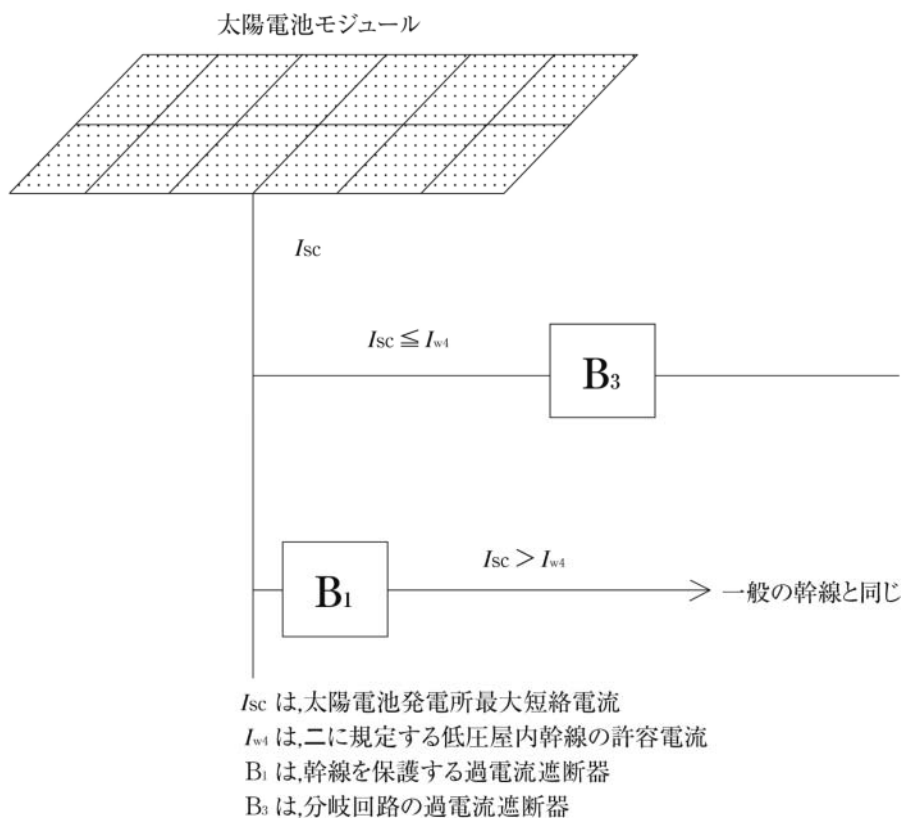 太陽電池モジュール
Isc
Isc ≦ Iw4
B3
Isc > Iw4
B1
一般の幹線と同じ
Isc は,太陽電池発電所最大短絡電流
Iw4 は,ニに規定する低圧屋内幹線の許容電流
B1 は,幹線を保護する過電流遮断器
B3 は,分岐回路の過電流遮断器